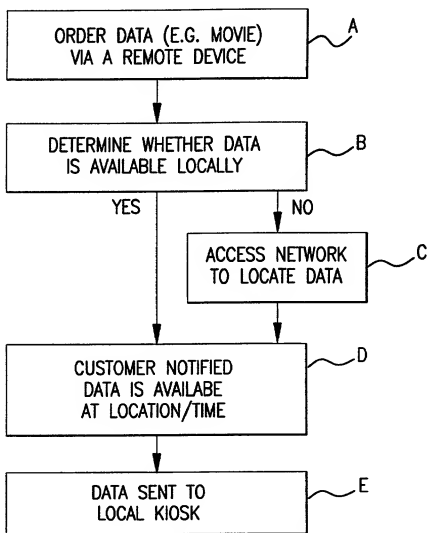 ORDER DATA (E.G. MOVIE)
VIA A REMOTE DEVICE
A
DETERMINE WHETHER DATA
IS AVAILABLE LOCALLY
B
YES
NO
ACCESS NETWORK
TO LOCATE DATA
C
CUSTOMER NOTIFIED
DATA IS AVAILABE
AT LOCATION/TIME
D
DATA SENT TO
LOCAL KIOSK
E